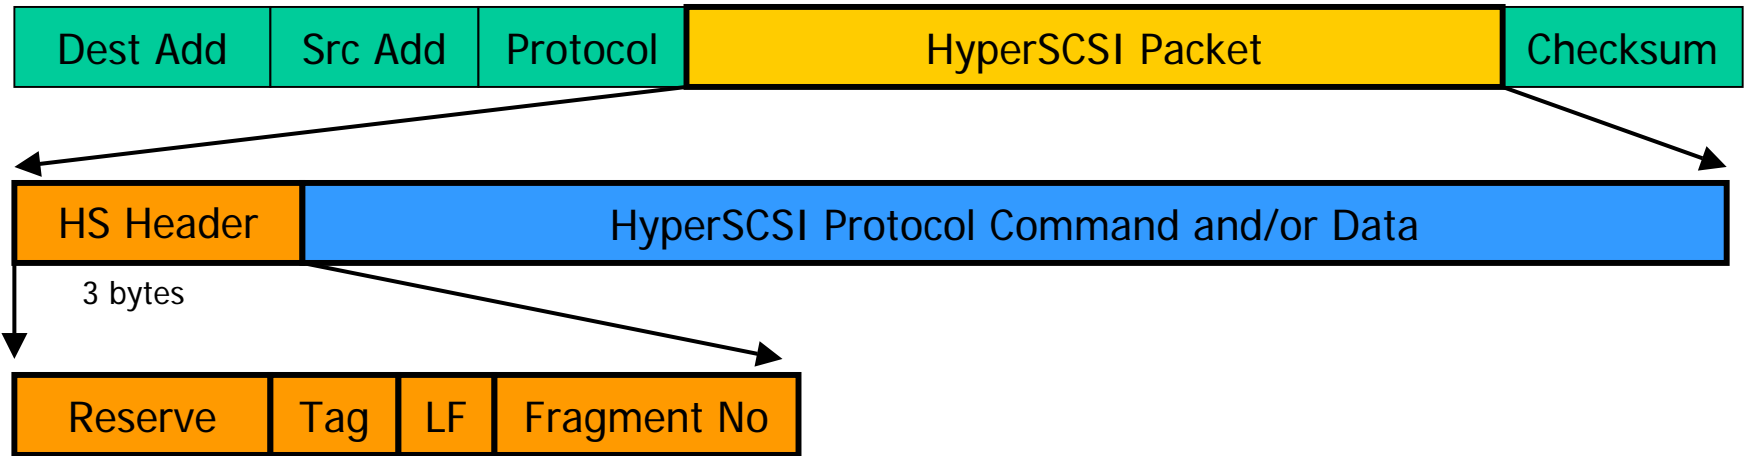 Dest Add Src Add Protocol HyperSCSI Packet Checksum
HS Header HyperSCSI Protocol Command and/or Data
3 bytes
Reserve Tag LF Fragment No